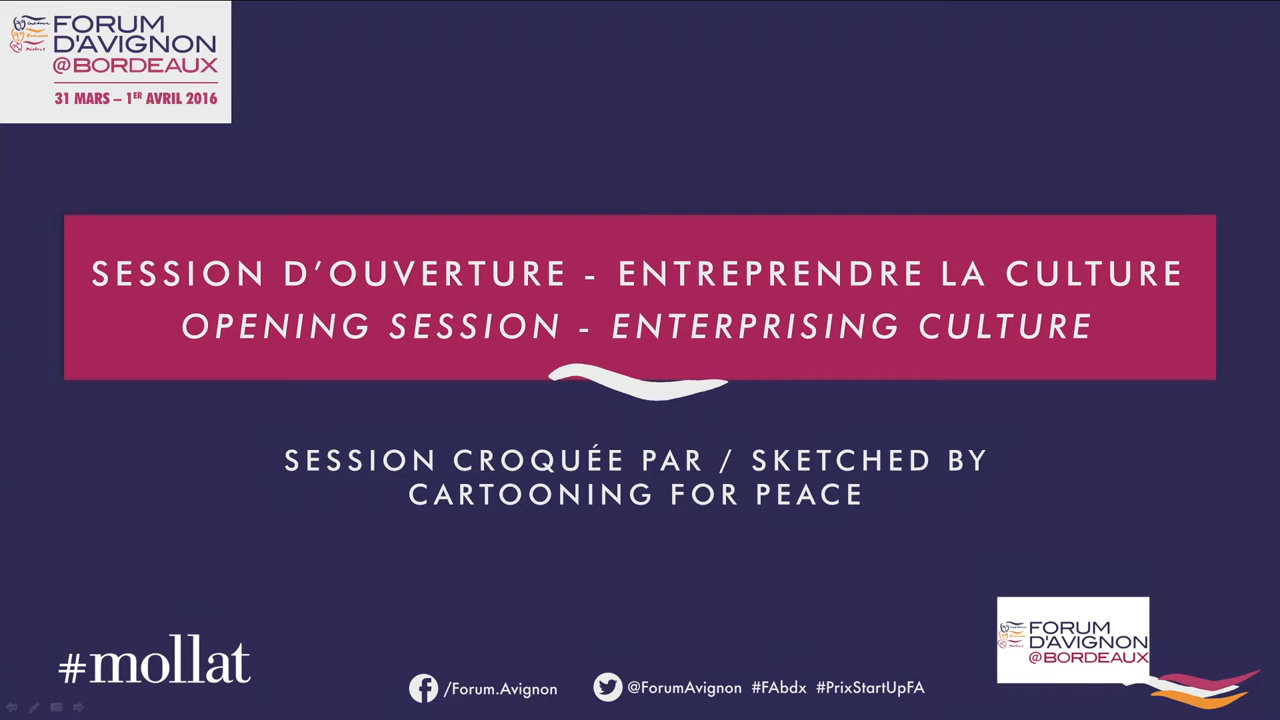 FORUM
D'AVIGNON
@BORDEAUX
31 MARS – 1ER AVRIL 2016
SESSION D'OUVERTURE - ENTREPRENDRE LA CULTURE
OPENING SESSION - ENTERPRISING CULTURE
SESSION CROQUÉE PAR / SKETCHED BY
CARTOONING FOR PEACE
#mollat
/Forum.Avignon
@ForumAvignon #FAbdx #PrixStartUpFA
FORUM
D'AVIGNON
@BORDEAUX